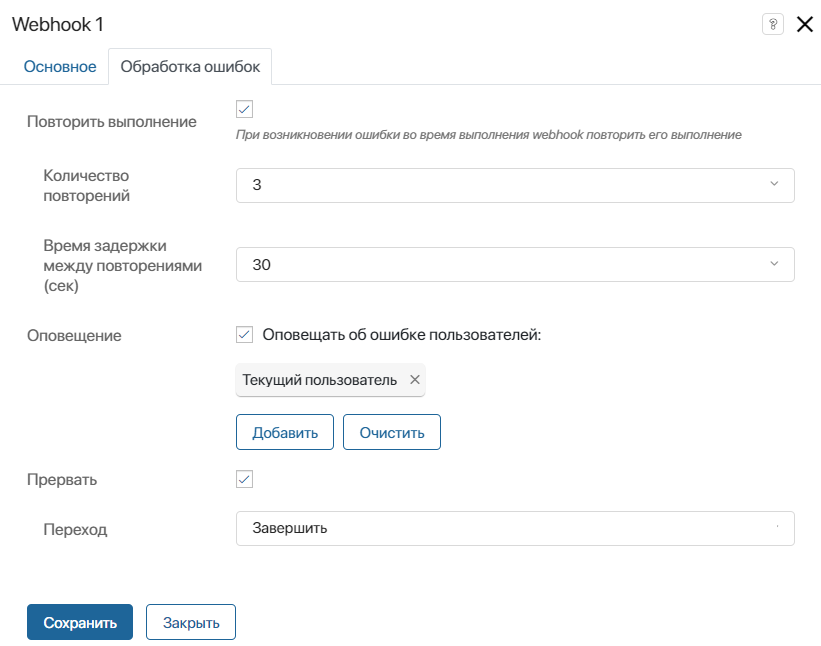 Webhook 1
?
Основное
Обработка ошибок
Повторить выполнение
При возникновении ошибки во время выполнения webhook повторить его выполнение
Количество
повторений
3
Время задержки
между повторениями
(сек)
30
Оповещение
Оповещать об ошибке пользователей:
Текущий пользователь
Добавить
Очистить
Прервать
Переход
Завершить
Сохранить
Закрыть